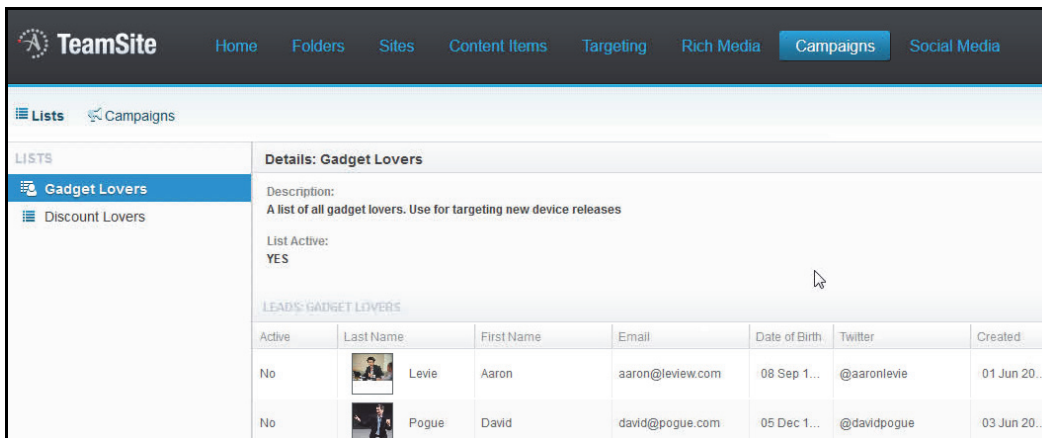 TeamSite Home Folders Sites Content Items Targeting Rich Media Campaigns Social Media
Lists Campaigns
LISTS Details: Gadget Lovers
Gadget Lovers Description:
A list of all gadget lovers. Use for targeting new device releases
Discount Lovers
List Active:
YES
LEADS: GADGET LOVERS
Active Last Name First Name Email Date of Birth Twitter Created
No Levie Aaron aaron@leview.com 08 Sep 1... @aaronlevie 01 Jun 20...
No Pogue David david@pogue.com 05 Dec 1... @davidpogue 03 Jun 20...